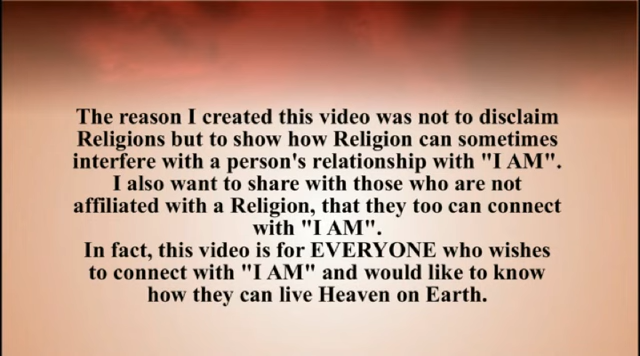 The reason I created this video was not to disclaim
Religions but to show how Religion can sometimes
interfere with a person's relationship with "I AM".
I also want to share with those who are not
affiliated with a Religion, that they too can connect
with "I AM".
In fact, this video is for EVERYONE who wishes
to connect with "I AM" and would like to know
how they can live Heaven on Earth.